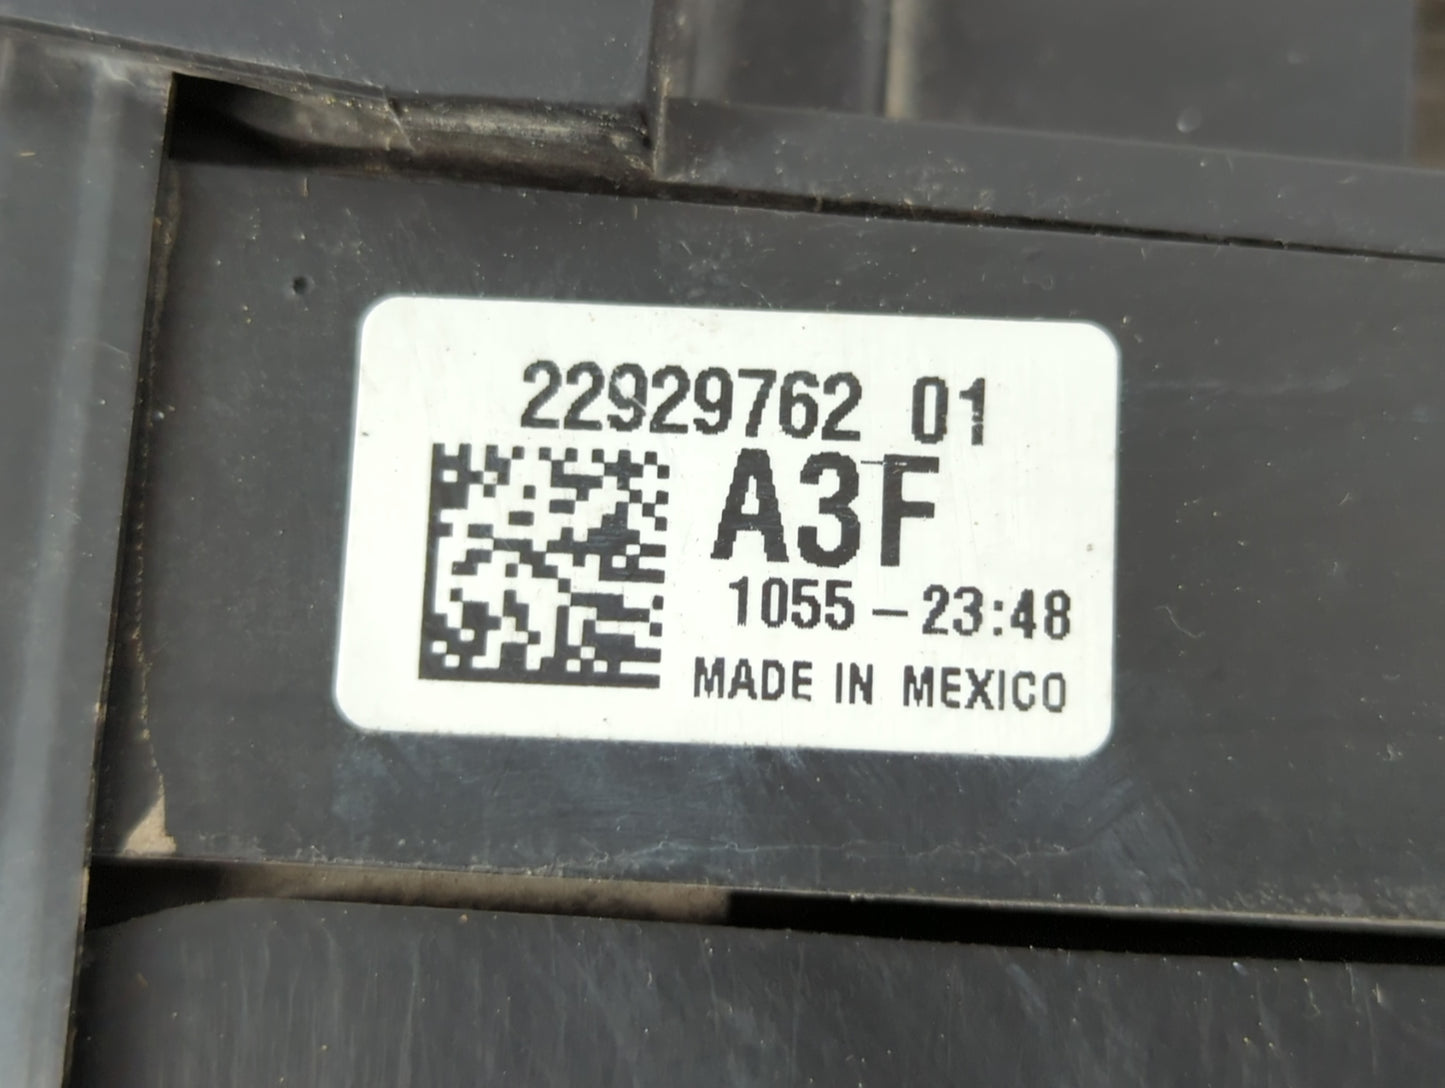 22929762 01
A3F
1055 - 23:48
MADE IN MEXICO